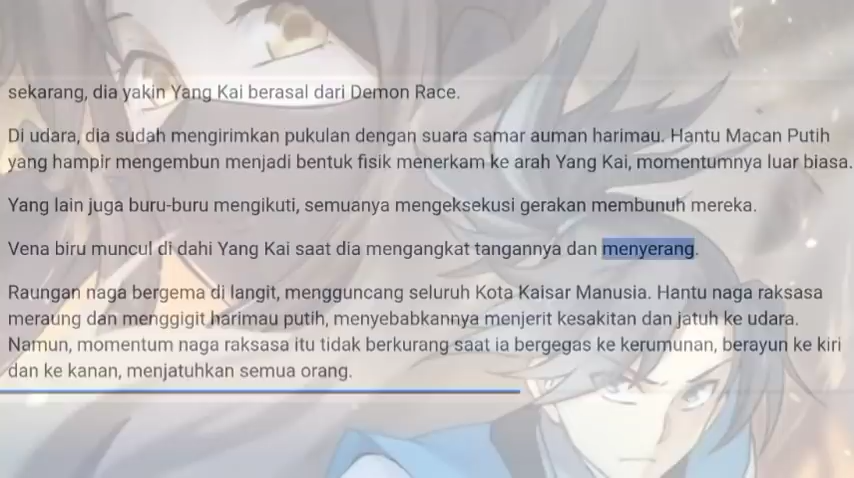 sekarang, dia yakin Yang Kai berasal dari Demon Race.
Di udara, dia sudah mengirimkan pukulan dengan suara samar auman harimau. Hantu Macan Putih
yang hampir mengembun menjadi bentuk fisik menerkam ke arah Yang Kai, momentumnya luar biasa.
Yang lain juga buru-buru mengikuti, semuanya mengeksekusi gerakan membunuh mereka.
Vena biru muncul di dahi Yang Kai saat dia mengangkat tangannya dan menyerang.
Raungan naga bergema di langit, mengguncang seluruh Kota Kaisar Manusia. Hantu naga raksasa
meraung dan menggigit harimau putih, menyebabkannya menjerit kesakitan dan jatuh ke udara.
Namun, momentum naga raksasa itu tidak berkurang saat ia bergegas ke kerumunan, berayun ke kiri
dan ke kanan, menjatuhkan semua orang.